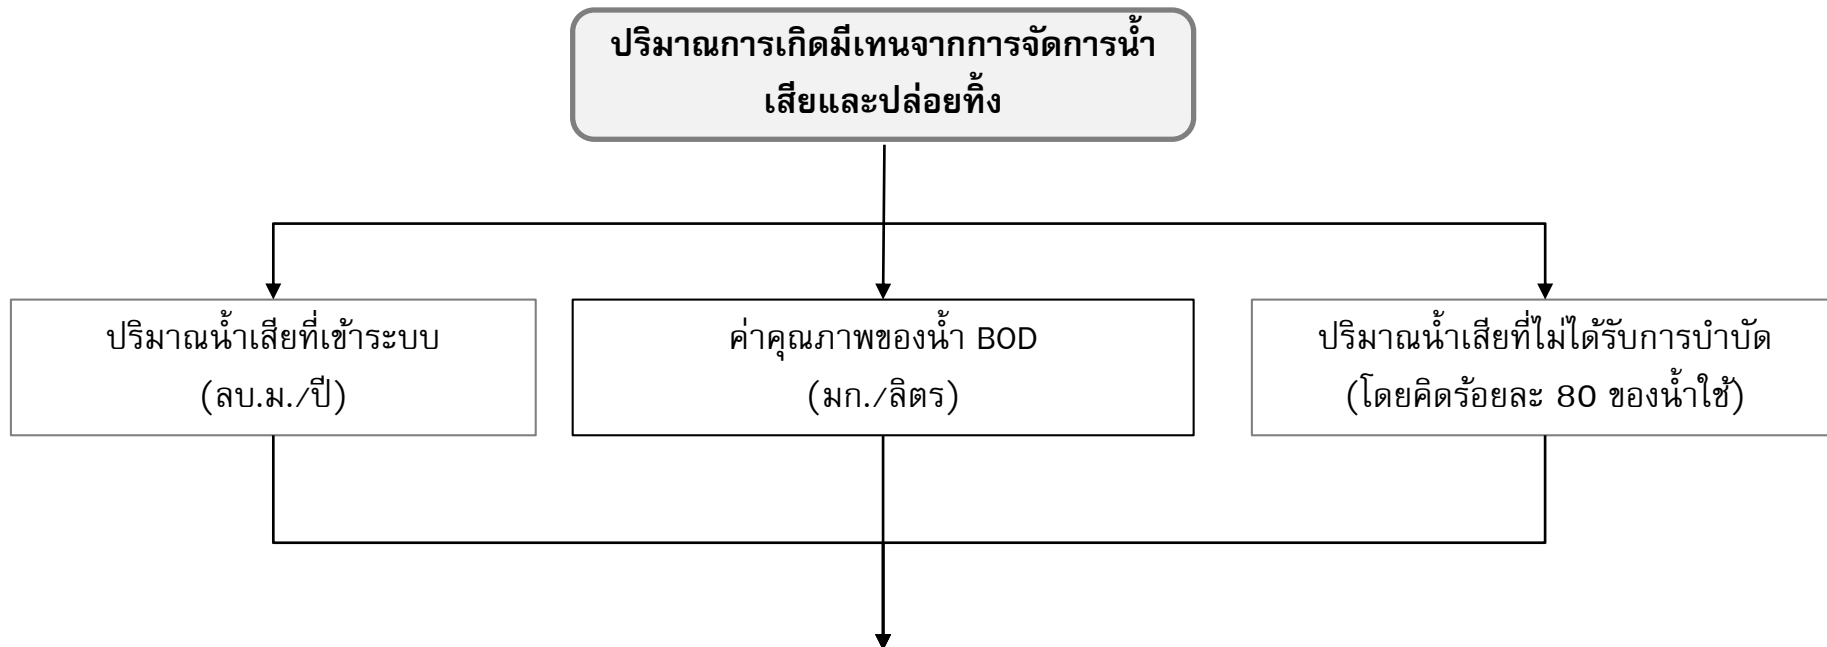 ปริมาณการเกิดมีเทนจากการจัดการน้ำ
เสียและปล่อยทิ้ง
ปริมาณน้ำเสียที่เข้าระบบ
(ลบ.ม./ปี)
ค่าคุณภาพของน้ำ BOD
(มก./ลิตร)
ปริมาณน้ำเสียที่ไม่ได้รับการบำบัด
(โดยคิดร้อยละ 80 ของน้ำใช้)